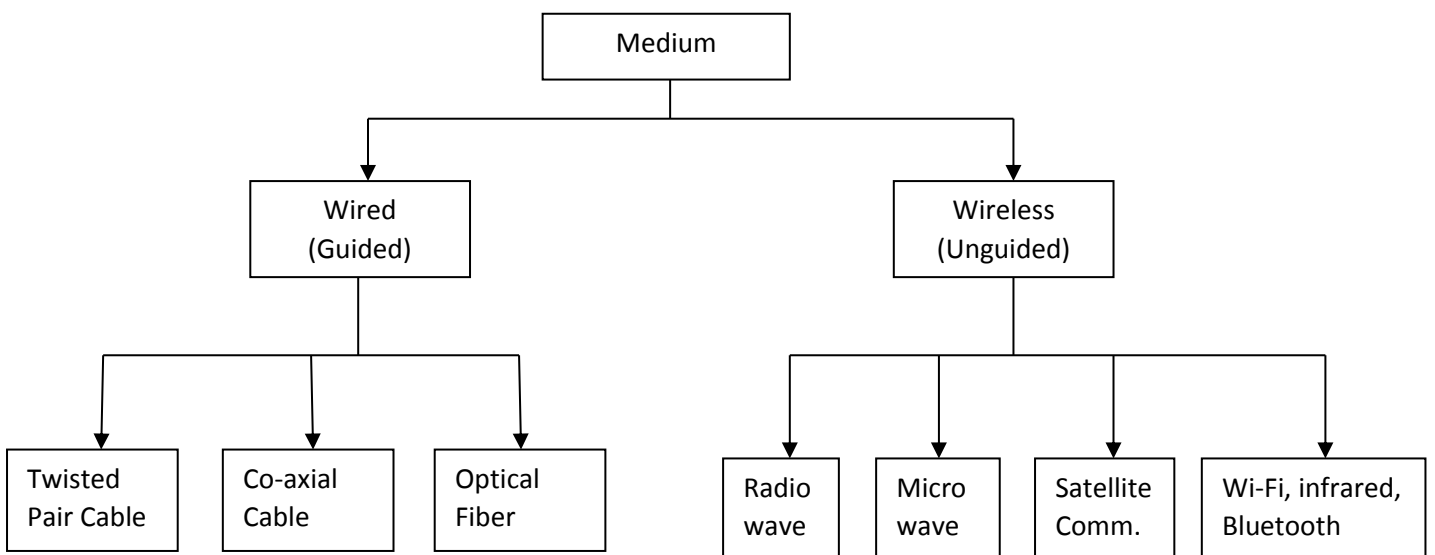 Medium
Wired
(Guided)
Wireless
(Unguided)
Twisted
Pair Cable
Co-axial
Cable
Optical
Fiber
Radio
wave
Micro
wave
Satellite
Comm.
Wi-Fi, infrared,
Bluetooth